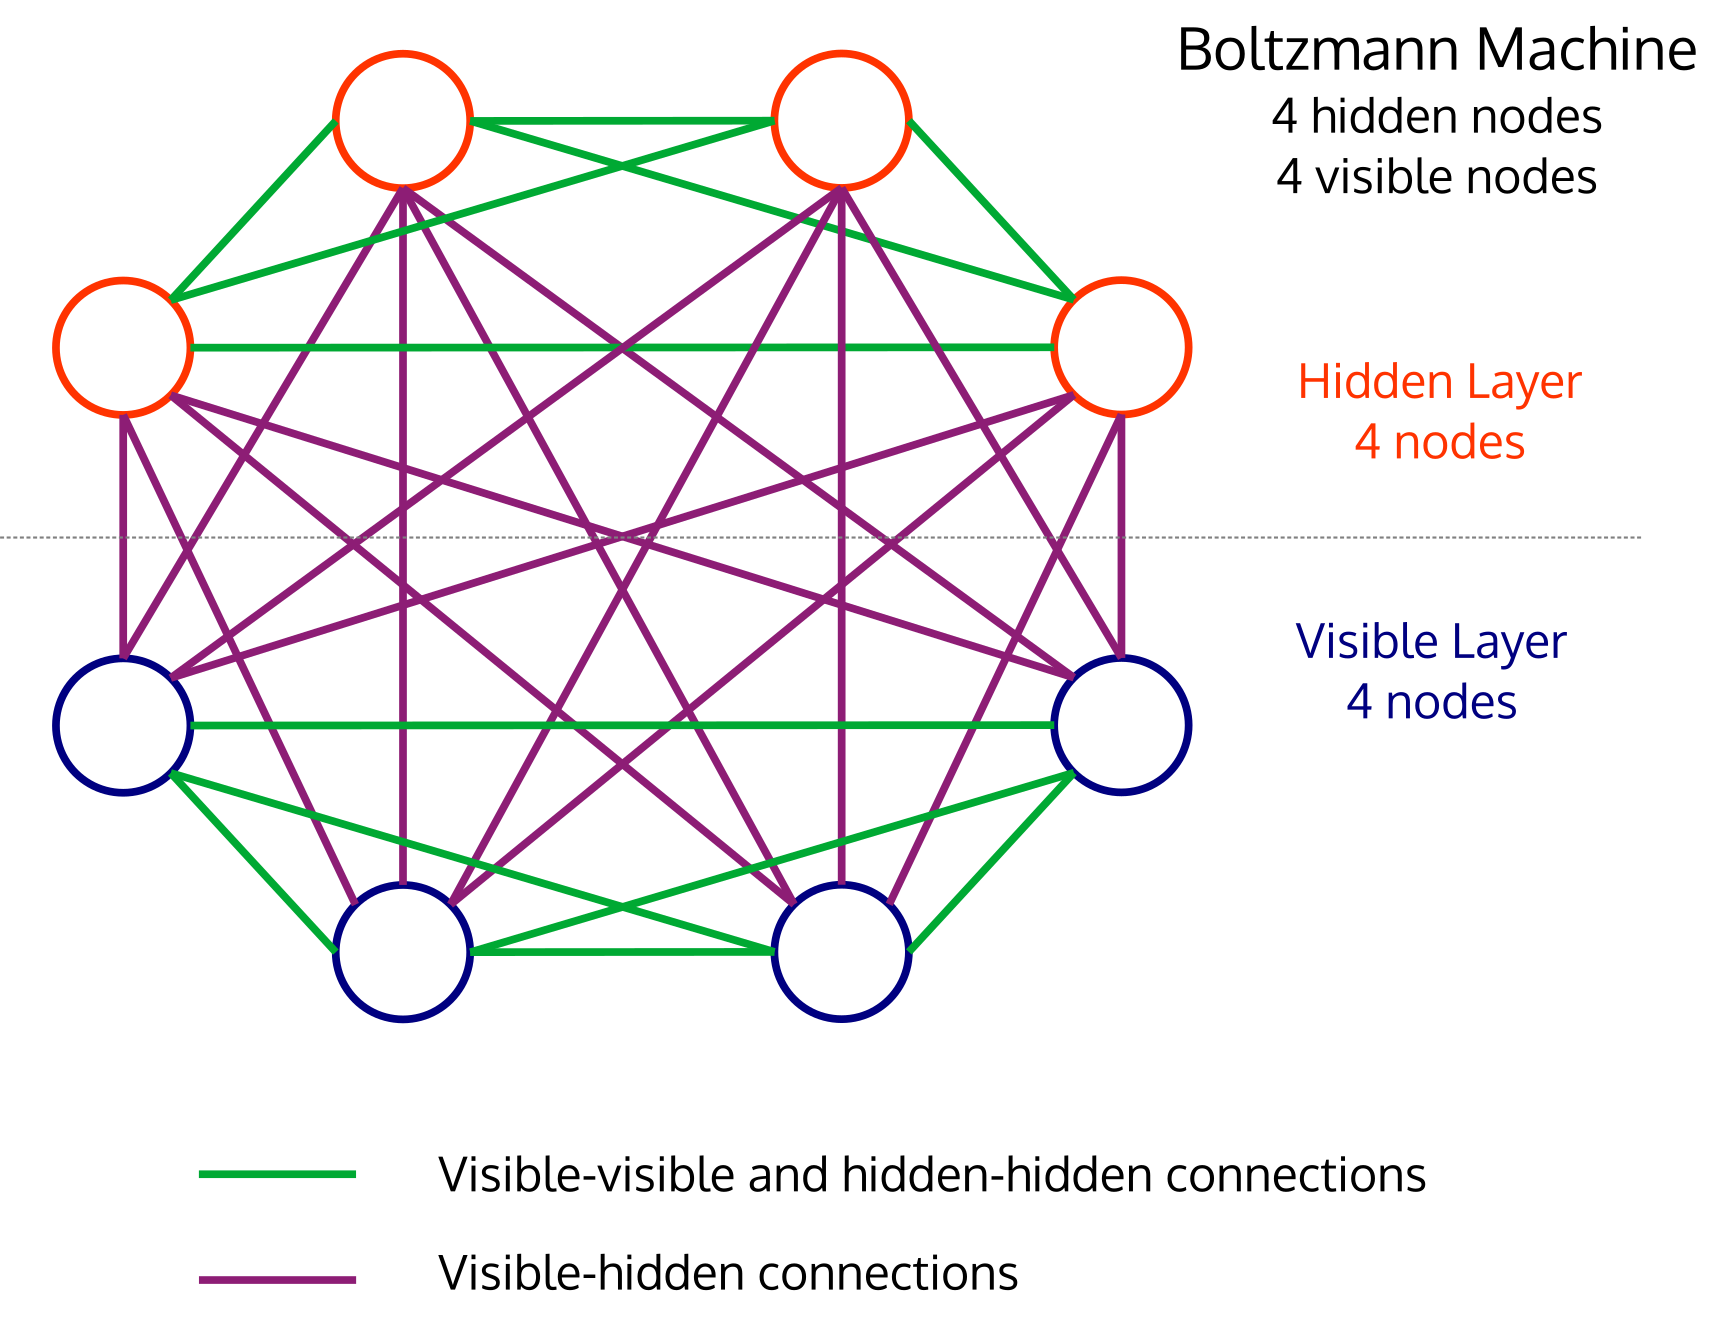 Boltzmann Machine
4 hidden nodes
4 visible nodes
Hidden Layer
4 nodes
Visible Layer
4 nodes
Visible-visible and hidden-hidden connections
Visible-hidden connections